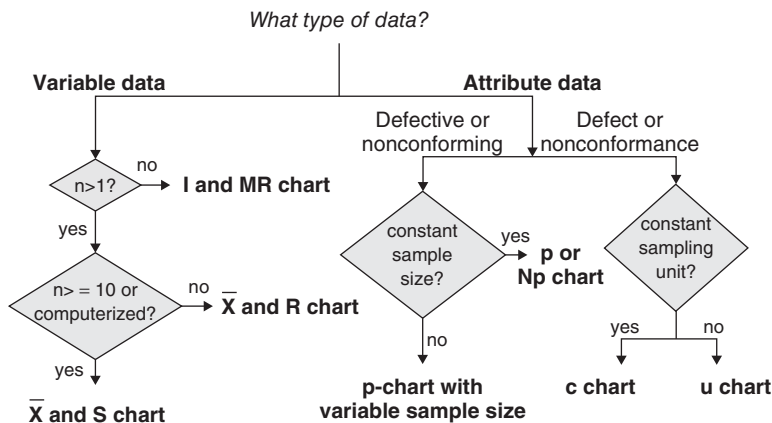 What type of data?
Variable data
Attribute data
Defective or
nonconforming
Defect or
nonconformance
n>1?
no
I and MR chart
yes
constant
sample
size?
yes
p or
Np chart
constant
sampling
unit?
n> = 10 or
computerized?
no
X̅ and R chart
no
yes
no
yes
X̅ and S chart
p-chart with
variable sample size
c chart
u chart